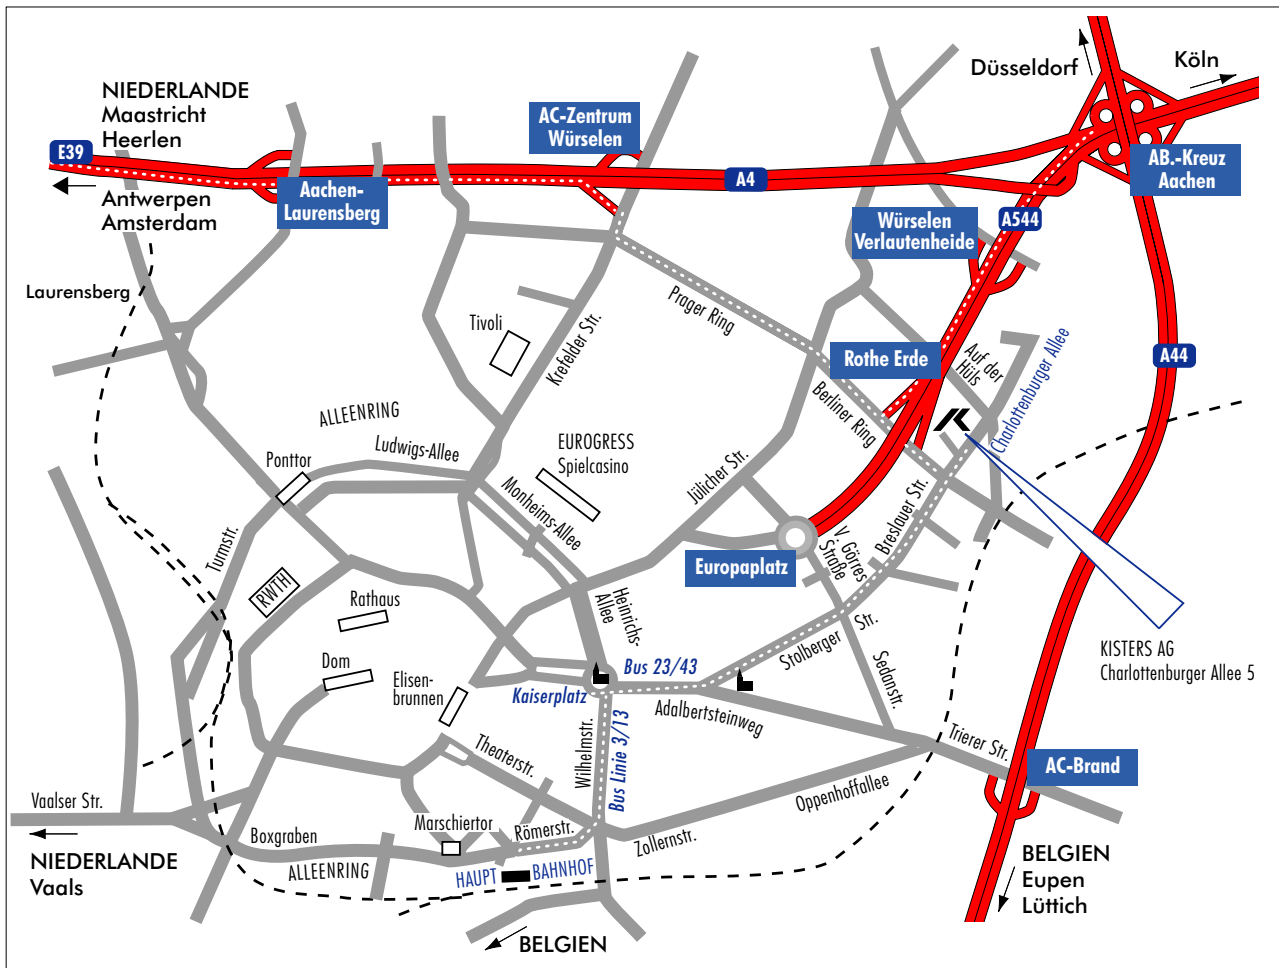 Düsseldorf
Köln
NIEDERLANDE
Maastricht
Heerlen
E39
Antwerpen
Amsterdam
AC-Zentrum
Würselen
Aachen-
Laurensberg
A4
AB.-Kreuz
Aachen
A544
Würselen
Verlautenheide
Laurensberg
Tivoli
Krefelder Str.
Prager Ring
Rothe Erde
Auf der
Hüls
Charlottenburger Allee
A44
Berliner Ring
ALLEENRING
Ludwigs-Allee
Ponttor
EUROGRESS
Spielcasino
Monheims-Allee
Jülicher Str.
Breslauer Str.
Turmstr.
Europaplatz
V. Görres
Straße
RWTH
Rathaus
Heinrichs-
Allee
Dom
Elisen-
brunnen
Kaiserplatz
Bus 23/43
Stolberger Str.
Sedanstr.
KISTERS AG
Charlottenburger Allee 5
Adalbertsteinweg
Wilhelmstr.
Bus Linie 3/13
Theaterstr.
Trierer Str.
AC-Brand
Oppenhoffallee
Vaalser Str.
NIEDERLANDE
Vaals
Boxgraben
ALLEENRING
Marschiertor
Römerstr.
Zollernstr.
HAUPT BAHNHOF
BELGIEN
Eupen
Lüttich
BELGIEN